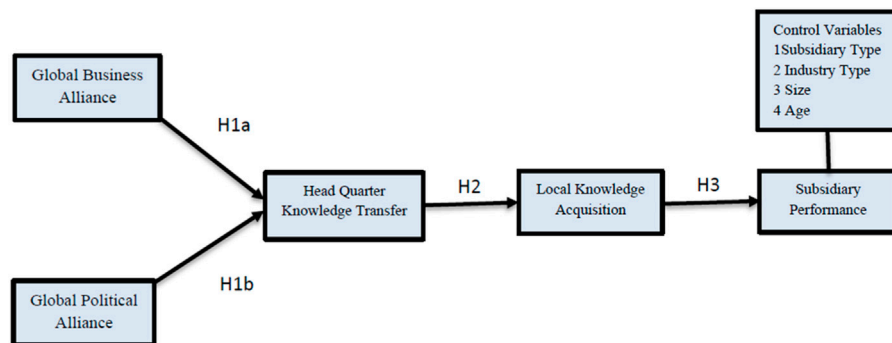 Global Business
Alliance
H1a
Global Political
Alliance
H1b
Head Quarter
Knowledge Transfer
H2
Local Knowledge
Acquisition
H3
Control Variables
1Subsidiary Type
2 Industry Type
3 Size
4 Age
Subsidiary
Performance